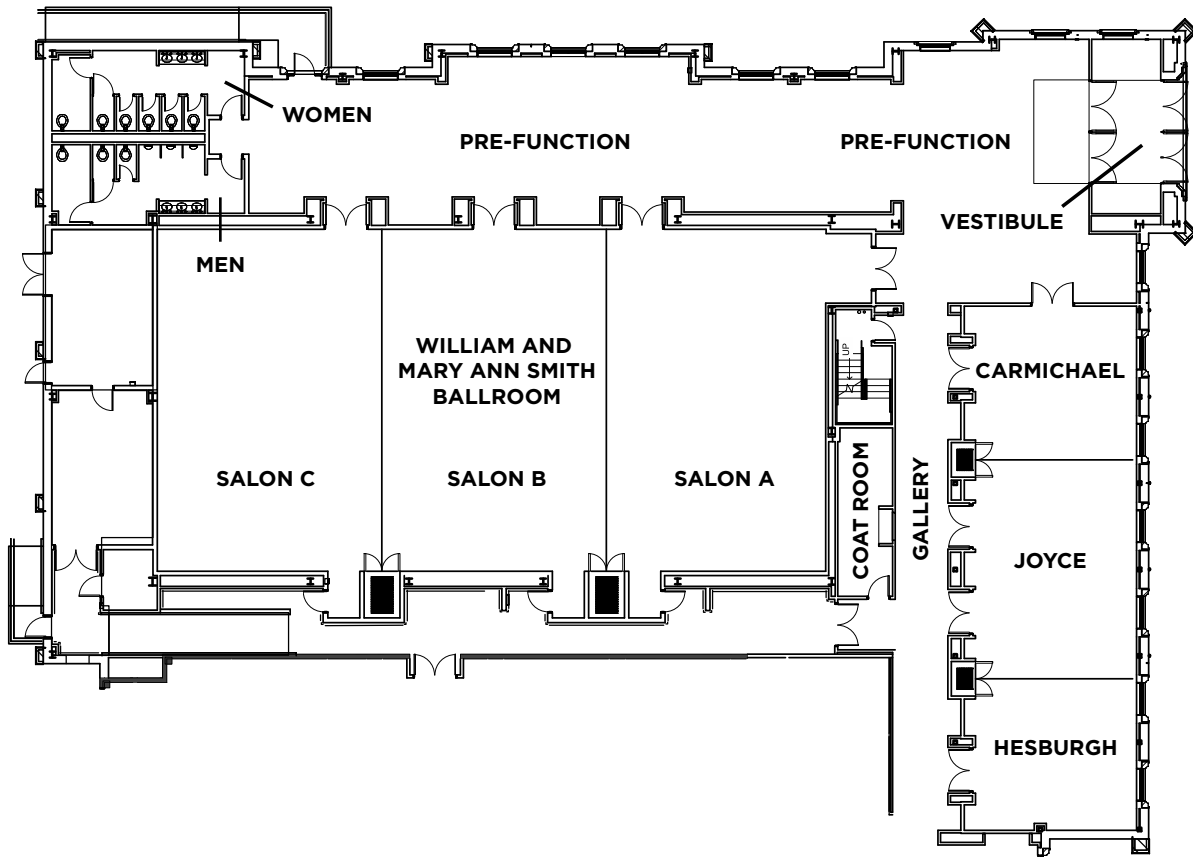 WOMEN
PRE-FUNCTION
PRE-FUNCTION
VESTIBULE
MEN
WILLIAM AND
MARY ANN SMITH
BALLROOM
UP
CARMICHAEL
SALON C
SALON B
SALON A
COAT ROOM
GALLERY
JOYCE
HESBURGH